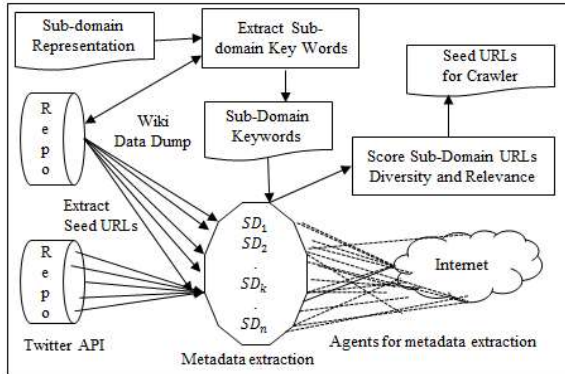 Sub-domain
Representation
Extract Sub-
domain Key Words
Seed URLs
for Crawler
R
e
p
o
Wiki
Data Dump
Sub-Domain
Keywords
Score Sub-Domain URLs
Diversity and Relevance
Extract
Seed URLs
R
e
p
o
SD₁
SD₂
.
SDₖ
.
SDₙ
Internet
Twitter API
Metadata extraction
Agents for metadata extraction